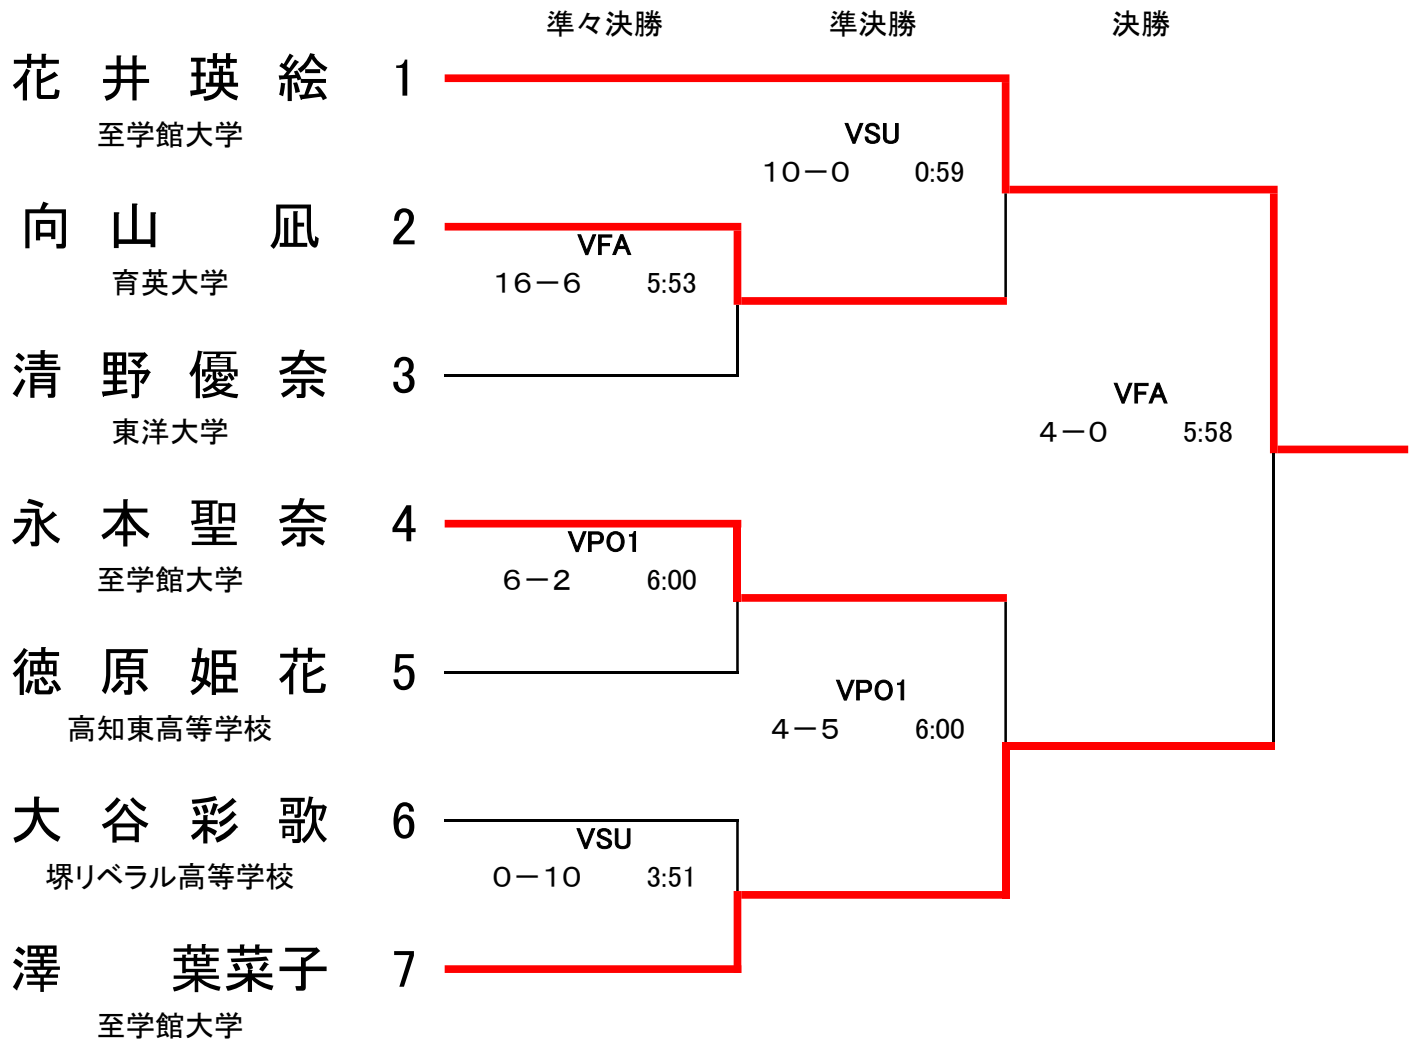 準々決勝 準決勝 決勝
花井瑛絵 1
至学館大学
VSU
10－0 0:59
向山 凪 2
育英大学
VFA
16－6 5:53
清野優奈 3
東洋大学
VFA
4－0 5:58
永本聖奈 4
至学館大学
VPO1
6－2 6:00
徳原姫花 5
高知東高等学校
VPO1
4－5 6:00
大谷彩歌 6
堺リベラル高等学校
VSU
0－10 3:51
澤 葉菜子 7
至学館大学